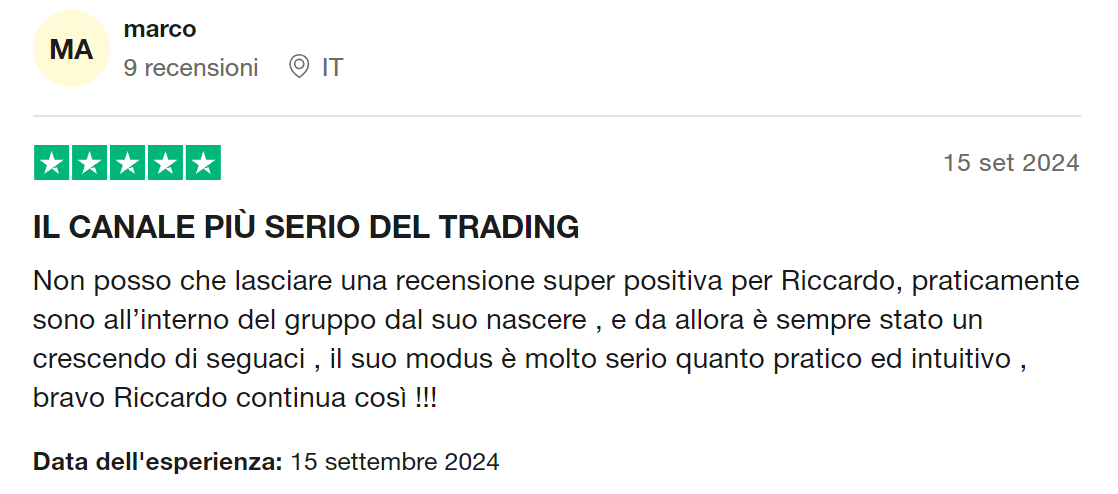 MA
marco
9 recensioni IT
15 set 2024
IL CANALE PIÙ SERIO DEL TRADING
Non posso che lasciare una recensione super positiva per Riccardo, praticamente
sono all’interno del gruppo dal suo nascere , e da allora è sempre stato un
crescendo di seguaci , il suo modus è molto serio quanto pratico ed intuitivo ,
bravo Riccardo continua così !!!
Data dell'esperienza: 15 settembre 2024